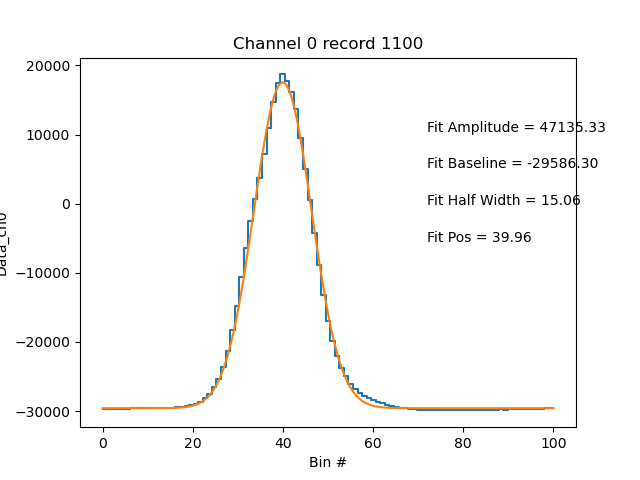 Channel 0 record 1100
20000
10000
0
−10000
−20000
−30000
Data_ch0
Fit Amplitude = 47135.33
Fit Baseline = -29586.30
Fit Half Width = 15.06
Fit Pos = 39.96
0 20 40 60 80 100
Bin #